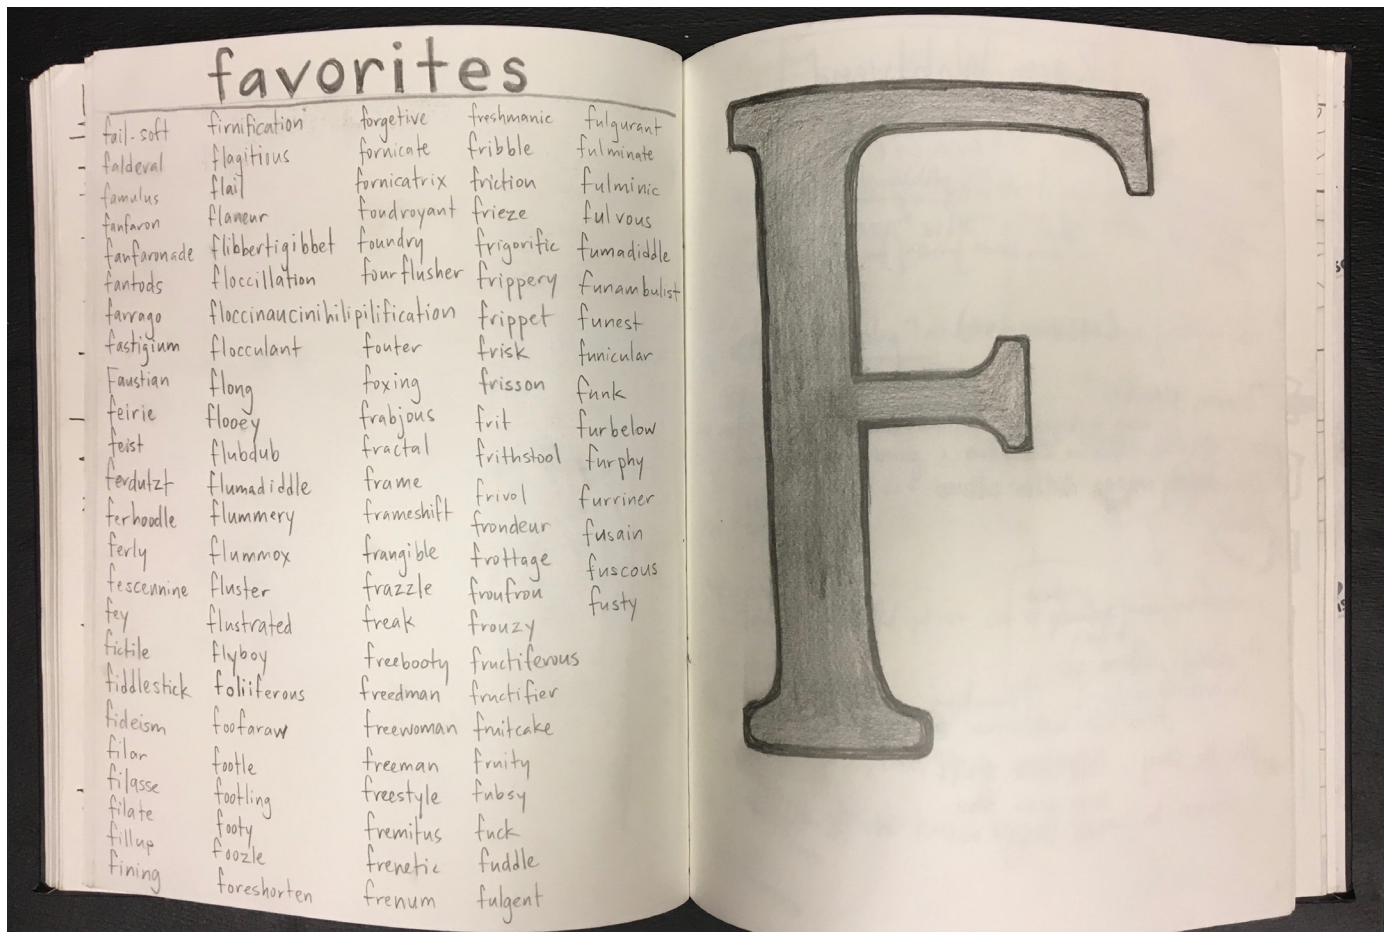 favorites
fail-soft
falderal
famulus
fanfaron
fanfaronade
fantods
farrago
fastigium
Faustian
feirie
feist
ferdutzt
ferhoodle
ferly
fescennine
fey
fictile
fiddlestick
fideism
filar
filasse
filate
fillup
fining
firnification
flagitious
flail
flaneur
flibbertigibbet
floccillation
floccinaucinihilipilification
flocculant
flong
flooey
flubdub
flumadiddle
flummery
flummox
fluster
flustrated
flyboy
foliiferous
foofaraw
footle
footling
footy
foozle
foreshorten
forgetive
fornicate
fornicatrix
foudroyant
foundry
fourflusher
fouter
foxing
frabjous
fractal
frame
frameshift
frangible
frazzle
freak
freebooty
freedman
freewoman
freeman
freestyle
fremitus
frenetic
frenum
freshmanic
fribble
friction
frieze
frigorific
frippery
frippet
frisk
frisson
frit
frithstool
frivol
frondeur
frottage
froufrou
frouzy
fructiferous
fructifier
fruitcake
fruity
fubsy
fuck
fuddle
fulgent
fulgurant
fulminate
fulminic
fulvous
fumadiddle
funambulist
funest
funicular
funk
furbelow
furphy
furriner
fusain
fuscous
fusty
F